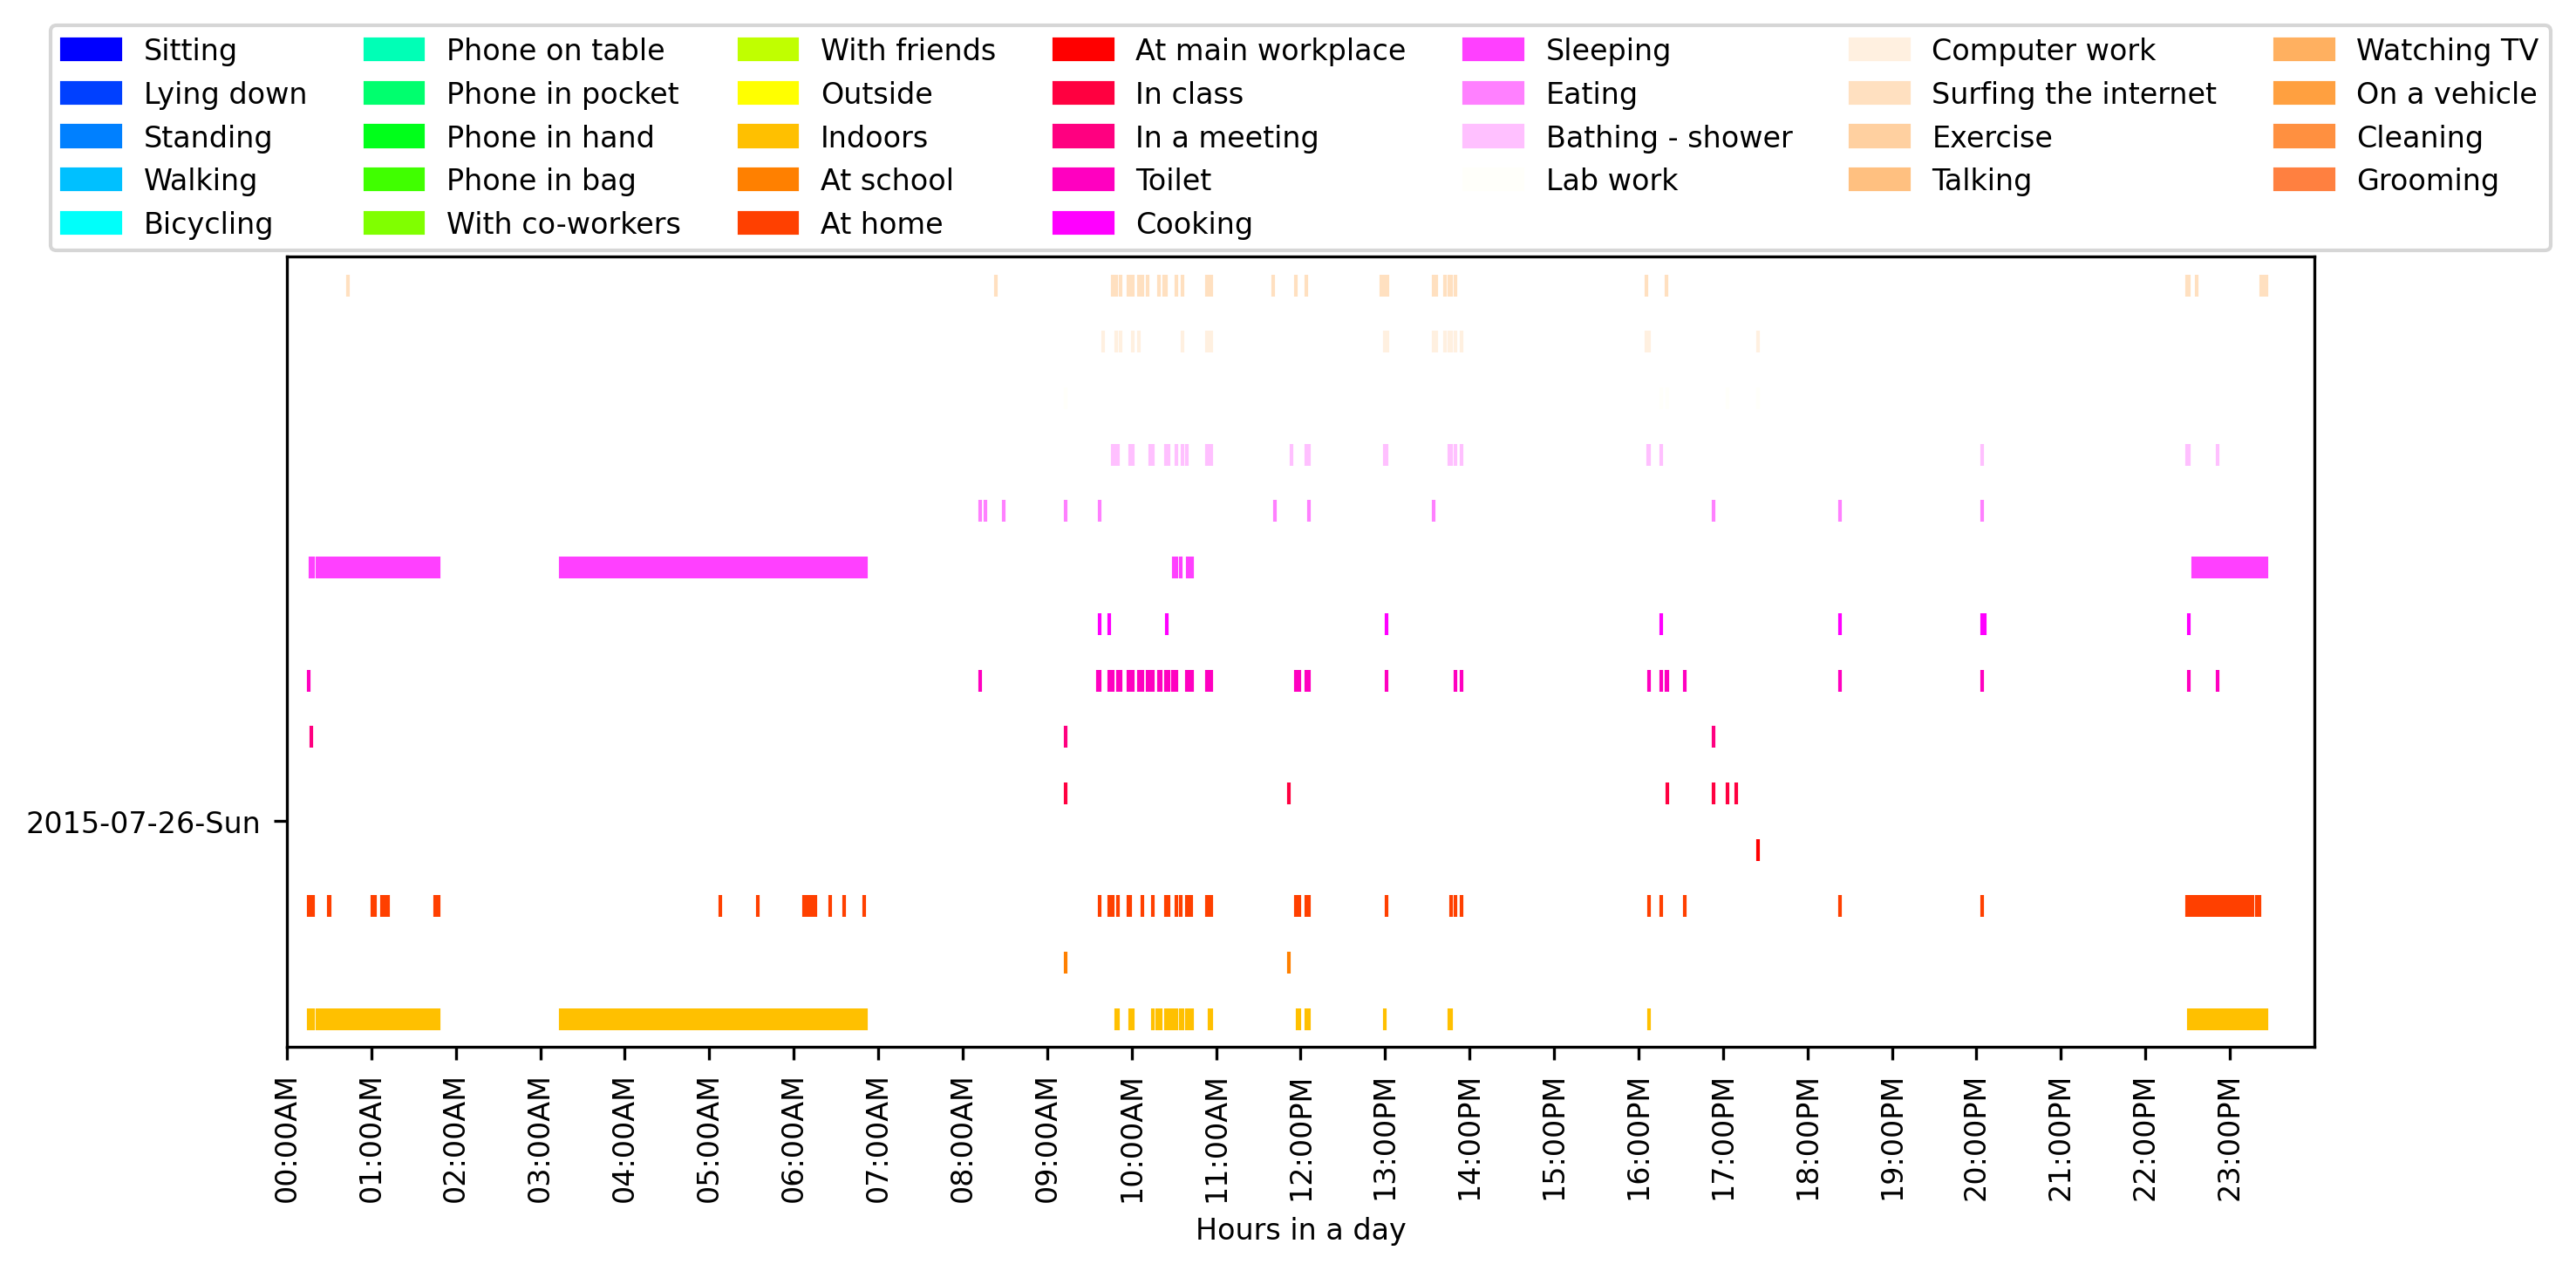 Sitting
Lying down
Standing
Walking
Bicycling
Phone on table
Phone in pocket
Phone in hand
Phone in bag
With co-workers
With friends
Outside
Indoors
At school
At home
At main workplace
In class
In a meeting
Toilet
Cooking
Sleeping
Eating
Bathing - shower
Lab work
Computer work
Surfing the internet
Exercise
Talking
Watching TV
On a vehicle
Cleaning
Grooming
2015-07-26-Sun
00:00AM
01:00AM
02:00AM
03:00AM
04:00AM
05:00AM
06:00AM
07:00AM
08:00AM
09:00AM
10:00AM
11:00AM
12:00PM
13:00PM
14:00PM
15:00PM
16:00PM
17:00PM
18:00PM
19:00PM
20:00PM
21:00PM
22:00PM
23:00PM
Hours in a day